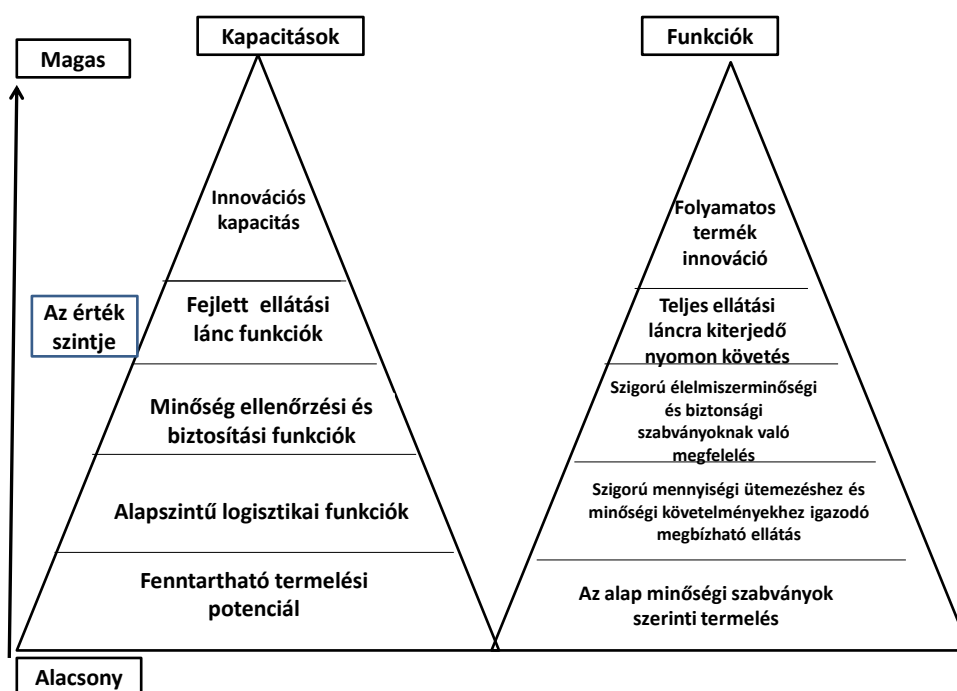 Kapacitások
Funkciók
Magas
Innovációs
kapacitás
Folyamatos
termék
innováció
Az érték
szintje
Fejlett ellátási
lánc funkciók
Teljes ellátási
láncra kiterjedő
nyomon követés
Minőség ellenőrzési és
biztosítási funkciók
Szigorú élelmiszerminőségi
és biztonsági
szabványoknak való
megfelelés
Alapszintű logisztikai funkciók
Szigorú mennyiségi ütemezéshez és
minőségi követelményekhez igazodó
megbízható ellátás
Fenntartható termelési
potenciál
Az alap minőségi szabványok
szerinti termelés
Alacsony